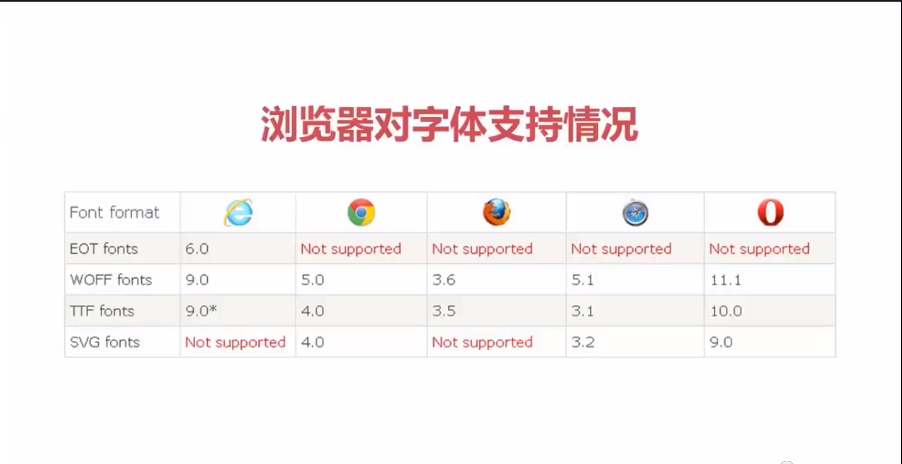 浏览器对字体支持情况
Font format
EOT fonts 6.0 Not supported Not supported Not supported Not supported
WOFF fonts 9.0 5.0 3.6 5.1 11.1
TTF fonts 9.0* 4.0 3.5 3.1 10.0
SVG fonts Not supported 4.0 Not supported 3.2 9.0